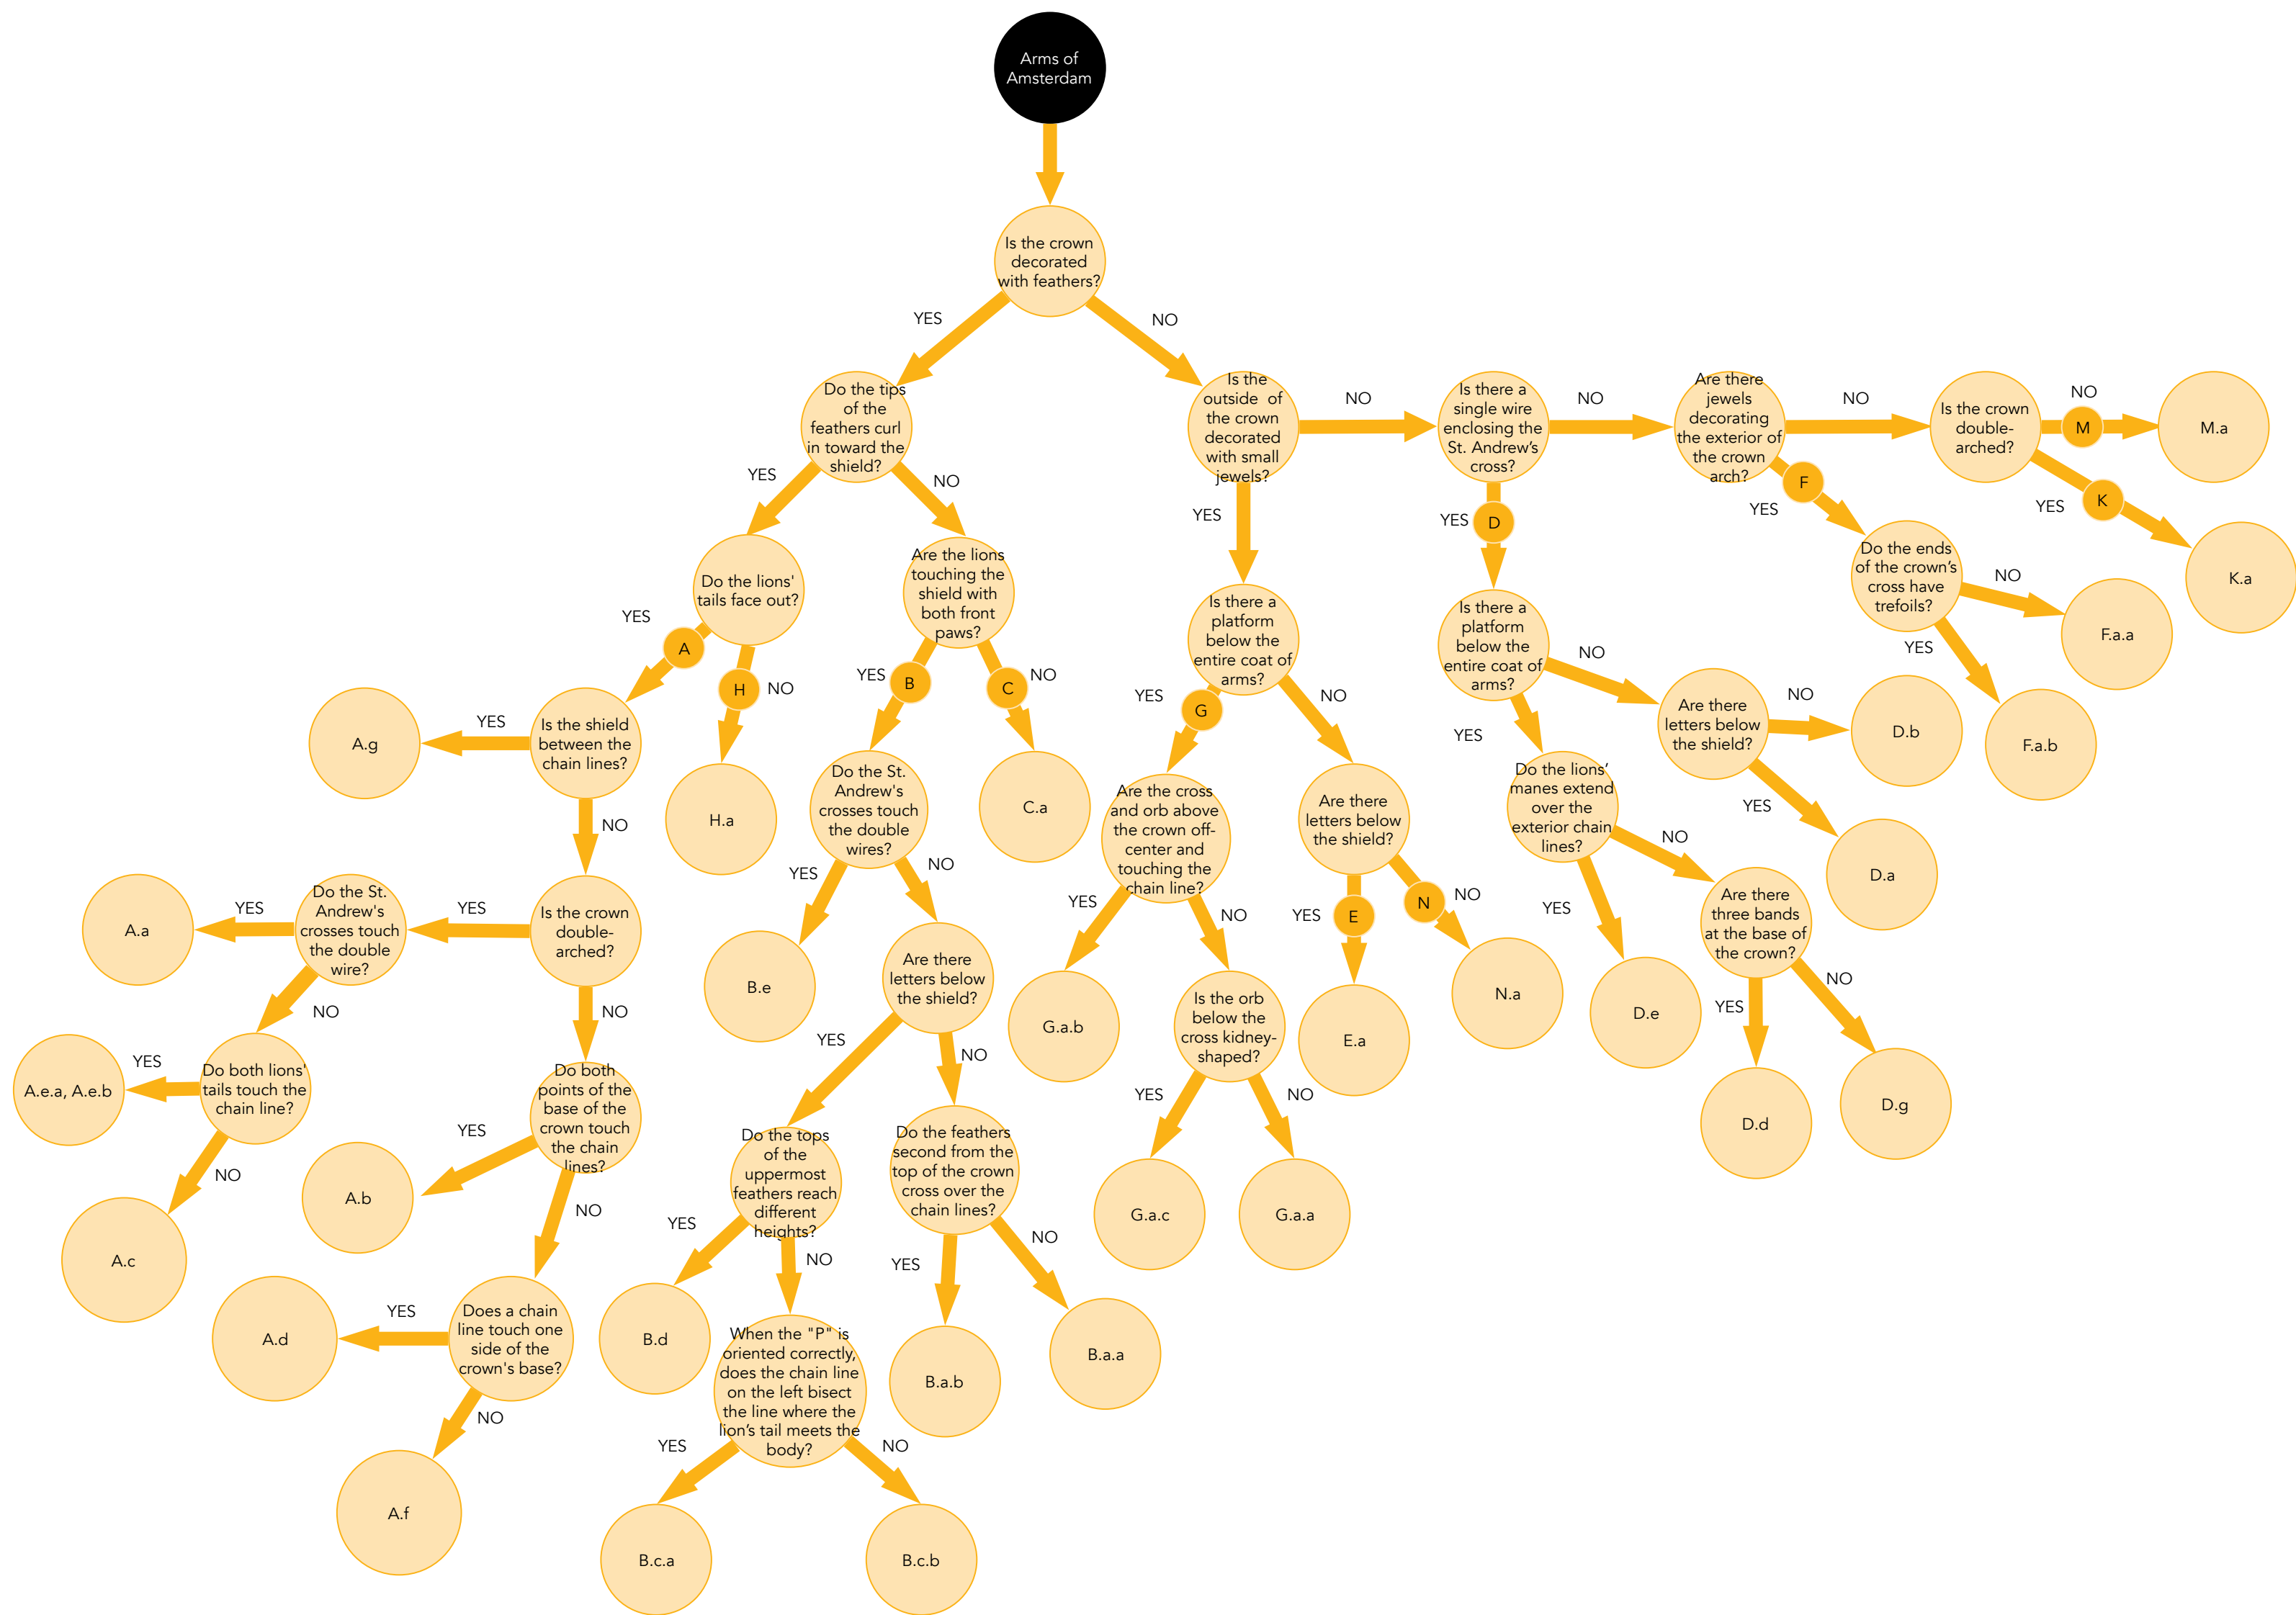 Arms of
Amsterdam
Is the crown
decorated
with feathers?
YES
NO
Do the tips
of the
feathers curl
in toward the
shield?
YES
NO
Do the lions'
tails face out?
YES
A
H
NO
H.a
Is the shield
between the
chain lines?
YES
A.g
NO
Is the crown
double-
arched?
YES
Do the St.
Andrew's
crosses touch
the double
wire?
YES
A.a
NO
Do both lions'
tails touch the
chain line?
YES
A.e.a, A.e.b
NO
A.c
NO
Do both
points of the
base of the
crown touch
the chain
lines?
YES
A.b
NO
Does a chain
line touch one
side of the
crown's base?
YES
A.d
NO
A.f
Are the lions
touching the
shield with
both front
paws?
YES
B
C
NO
C.a
Do the St.
Andrew's
crosses touch
the double
wires?
YES
B.e
NO
Are there
letters below
the shield?
YES
NO
Do the tops
of the
uppermost
feathers reach
different
heights?
YES
B.d
NO
When the "P" is
oriented correctly,
does the chain line
on the left bisect
the line where the
lion’s tail meets the
body?
YES
B.c.a
NO
B.c.b
Do the feathers
second from the
top of the crown
cross over the
chain lines?
YES
B.a.b
NO
B.a.a
Is the
outside of
the crown
decorated
with small
jewels?
YES
NO
Is there a
platform
below the
entire coat of
arms?
YES
G
NO
Are the cross
and orb above
the crown off-
center and
touching the
chain line?
YES
G.a.b
NO
Is the orb
below the
cross kidney-
shaped?
YES
G.a.c
NO
G.a.a
Are there
letters below
the shield?
YES
E
E.a
N
NO
N.a
Is there a
single wire
enclosing the
St. Andrew’s
cross?
YES
D
NO
Is there a
platform
below the
entire coat of
arms?
YES
NO
Are there
letters below
the shield?
NO
D.b
YES
D.a
Do the lions’
manes extend
over the
exterior chain
lines?
YES
D.e
NO
Are there
three bands
at the base of
the crown?
YES
D.d
NO
D.g
Are there
jewels
decorating
the exterior of
the crown
arch?
F
YES
NO
Do the ends
of the crown’s
cross have
trefoils?
NO
F.a.a
YES
F.a.b
Is the crown
double-
arched?
NO
M
M.a
YES
K
K.a